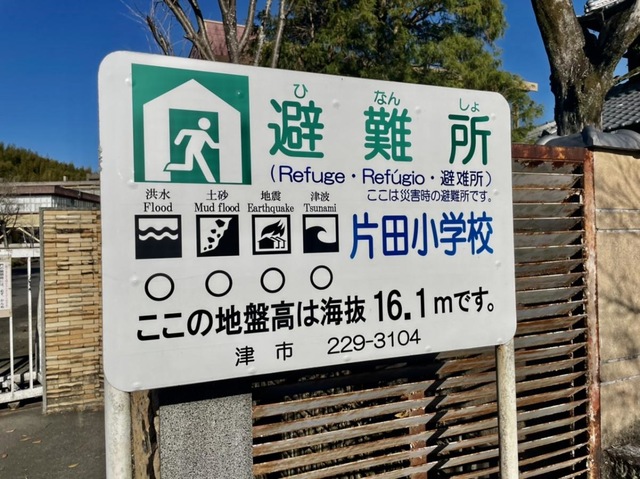 ひ なん しょ
避難所
(Refuge・Refúgio・避难所)
ここは災害時の避難所です。
洪水 土砂 地震 津波
Flood Mud flood Earthquake Tsunami
片田小学校
○ ○ ○ ○
ここの地盤高は海抜 16.1mです。
津市 229-3104